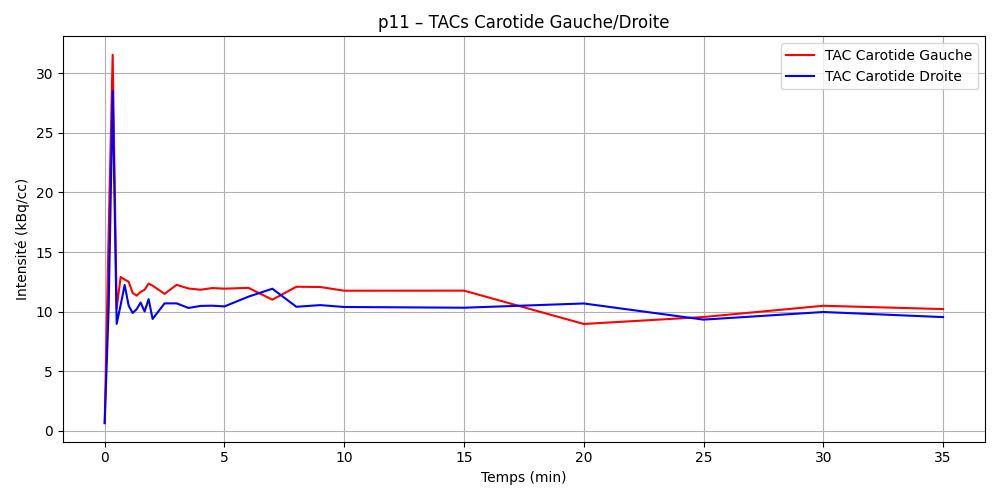 p11 – TACs Carotide Gauche/Droite
TAC Carotide Gauche
TAC Carotide Droite
Intensité (kBq/cc)
30
25
20
15
10
5
0
0 5 10 15 20 25 30 35
Temps (min)